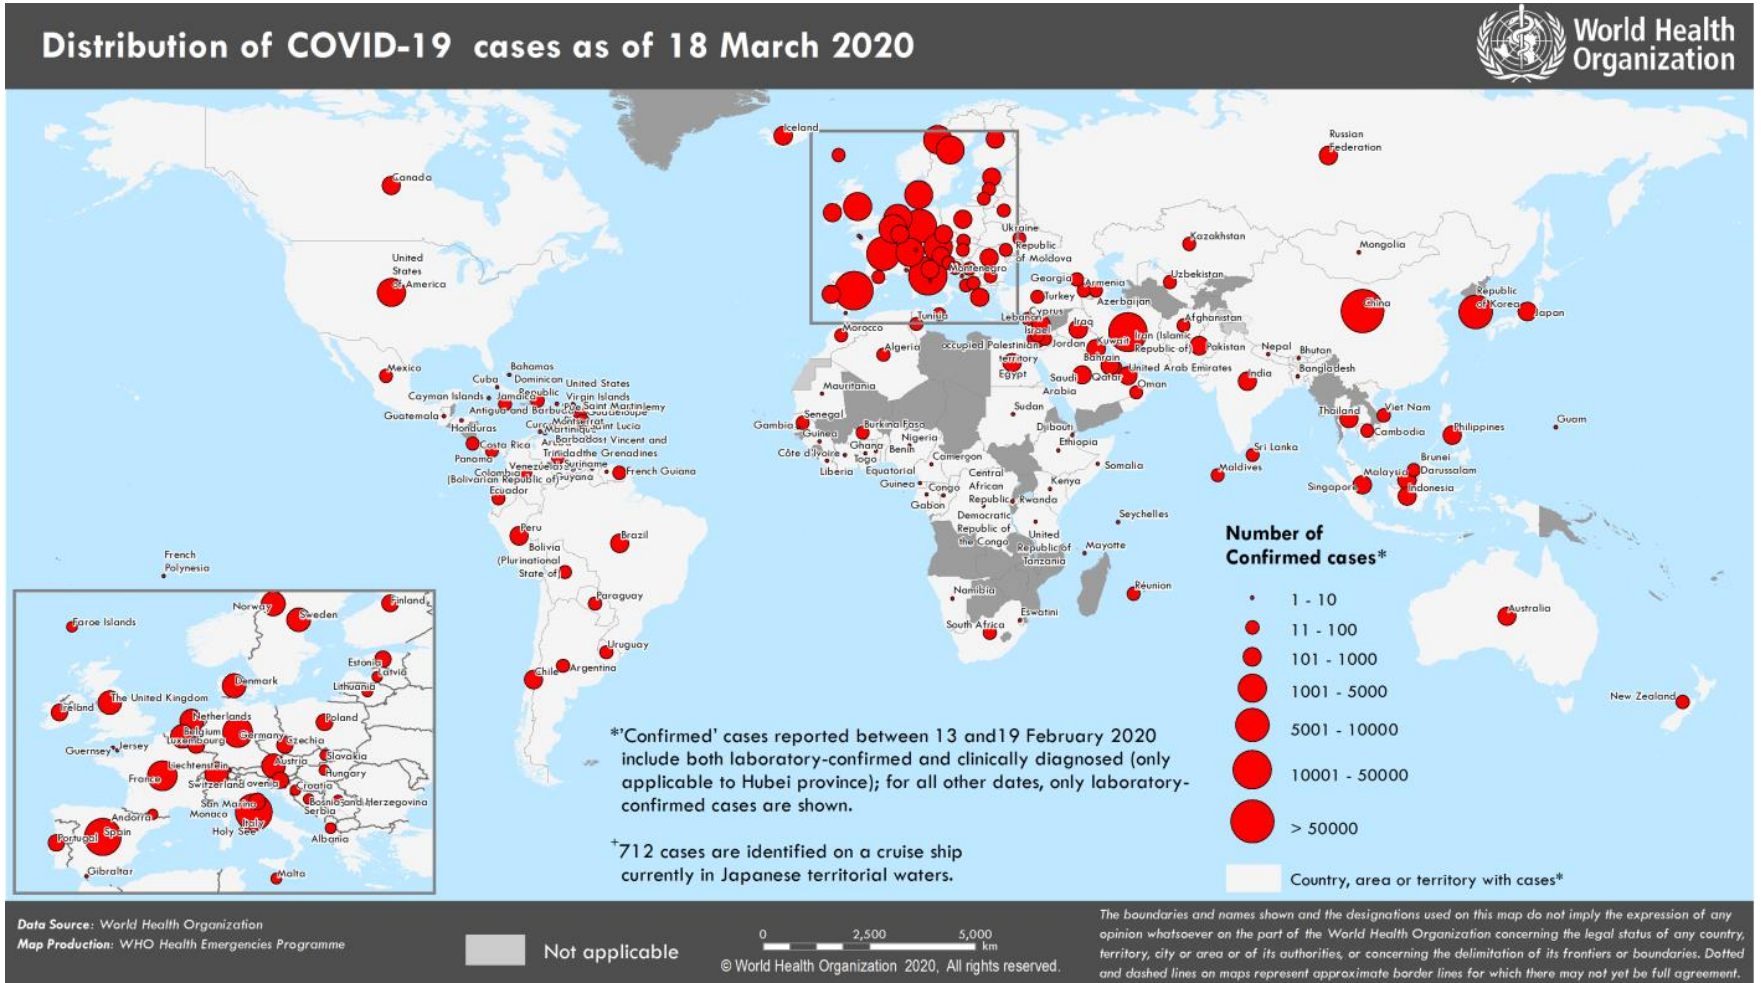 Distribution of COVID-19 cases as of 18 March 2020
World Health
Organization
Iceland
Russian
Federation
Canada
United
States
of America
Ukraine
Republic
of Moldova
Montenegro
Kazakhstan
Mongolia
Georgia
Armenia
Uzbekistan
Turkey
Azerbaijan
China
Republic
of Korea
Japan
Tunisia
Cyprus
Lebanon
Israel
Iraq
Afghanistan
Morocco
Algeria
occupied Palestinian
territory
Jordan
Kuwait
Iran (Islamic
Republic of)
Pakistan
Nepal
Bhutan
Bangladesh
Egypt
Bahrain
Saudi
Arabia
Qatar
United Arab Emirates
Oman
India
Mexico
Bahamas
Cuba
Dominican
Republic
United States
Virgin Islands
Cayman Islands
Jamaica
Antigua and
Saint Martin
Guatemala
Honduras
Montserrat
Martinique
Costa Rica
Vincent and
the Grenadines
Panama
Colombia
Venezuela
(Bolivarian Republic of)
Suriname
French Guiana
Ecuador
Mauritania
Senegal
Gambia
Guinea
Burkina Faso
Sudan
Nigeria
Djibouti
Ethiopia
Ghana
Benin
Côte d'Ivoire
Togo
Cameroon
Liberia
Equatorial
Guinea
Central
African
Republic
Somalia
Kenya
Congo
Gabon
Rwanda
Democratic
Republic of
the Congo
Seychelles
United
Republic of
Tanzania
Mayotte
Thailand
Viet Nam
Cambodia
Philippines
Guam
Sri Lanka
Maldives
Brunei
Darussalam
Malaysia
Singapore
Indonesia
Peru
Brazil
Bolivia
(Plurinational
State of)
French
Polynesia
Paraguay
Uruguay
Chile
Argentina
Namibia
Eswatini
South Africa
Réunion
Australia
New Zealand
Number of
Confirmed cases*
1 - 10
11 - 100
101 - 1000
1001 - 5000
5001 - 10000
10001 - 50000
> 50000
Country, area or territory with cases*
Norway
Sweden
Finland
Faroe Islands
Estonia
Latvia
Lithuania
Denmark
The United Kingdom
Ireland
Netherlands
Poland
Belgium
Luxembourg
Germany
Czechia
Guernsey
Jersey
Slovakia
Liechtenstein
Austria
Hungary
France
Switzerland
Croatia
San Marino
Bosnia and Herzegovina
Monaco
Serbia
Andorra
Italy
Holy See
Portugal
Spain
Albania
Gibraltar
Malta
*'Confirmed' cases reported between 13 and19 February 2020
include both laboratory-confirmed and clinically diagnosed (only
applicable to Hubei province); for all other dates, only laboratory-
confirmed cases are shown.
+712 cases are identified on a cruise ship
currently in Japanese territorial waters.
Data Source: World Health Organization
Map Production: WHO Health Emergencies Programme
Not applicable
0 2,500 5,000
km
© World Health Organization 2020, All rights reserved.
The boundaries and names shown and the designations used on this map do not imply the expression of any
opinion whatsoever on the part of the World Health Organization concerning the legal status of any country,
territory, city or area or of its authorities, or concerning the delimitation of its frontiers or boundaries. Dotted
and dashed lines on maps represent approximate border lines for which there may not yet be full agreement.